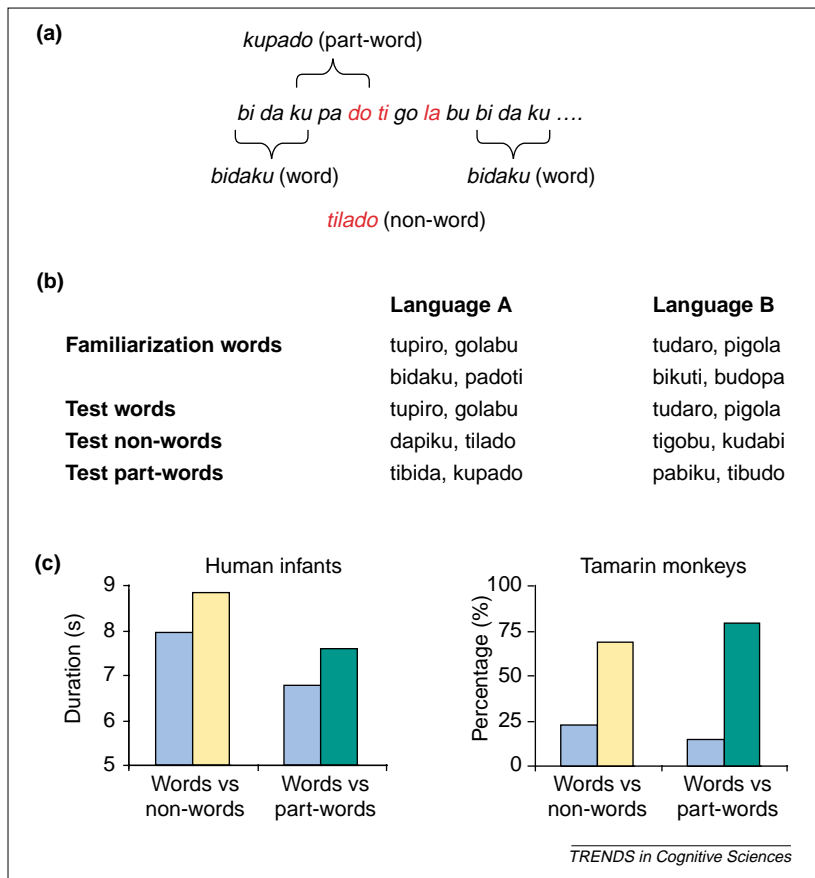 (a)
kupado (part-word)
bi da ku pa do ti go la bu bi da ku ....
bidaku (word) bidaku (word)
tilado (non-word)
(b)
Language A Language B
Familiarization words tupiro, golabu tudaro, pigola
bidaku, padoti bikuti, budopa
Test words tupiro, golabu tudaro, pigola
Test non-words dapiku, tilado tigobu, kudabi
Test part-words tibida, kupado pabiku, tibudo
(c)
Human infants
Duration (s)
9
8
7
6
5
Words vs Words vs
non-words part-words
Tamarin monkeys
Percentage (%)
100
75
50
25
0
Words vs Words vs
non-words part-words
TRENDS in Cognitive Sciences